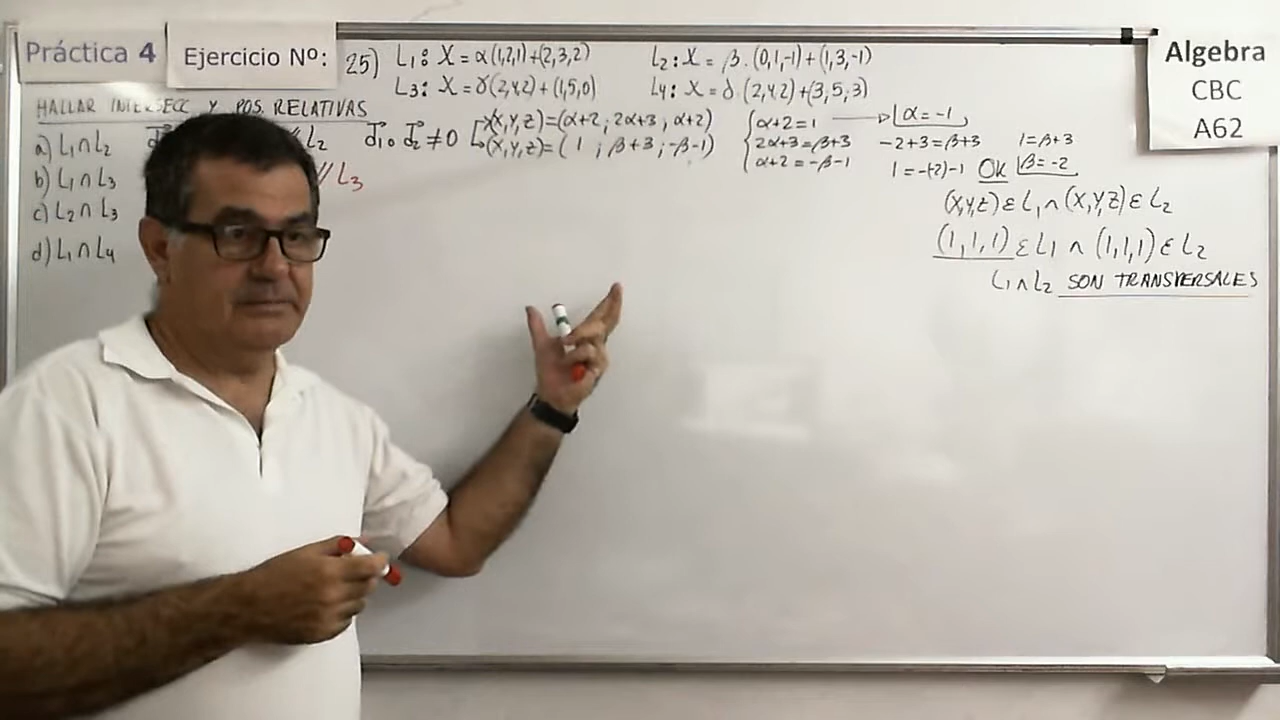 Práctica 4
Ejercicio Nº:
25) L₁: X = α(1,2,1)+(2,3,2)
L₂: X = β.(0,1,-1)+(1,3,-1)
L₃: X = γ(2,4,2)+(1,5,0)
L₄: X = δ.(2,4,2)+(3,5,3)
Algebra
CBC
A62
HALLAR INTERSECC Y POS. RELATIVAS
a) L₁ ∩ L₂
b) L₁ ∩ L₃
c) L₂ ∩ L₃
d) L₁ ∩ L₄
L₂
// L₃
d₁ ∘ d₂ ≠ 0
(X,Y,Z)=(α+2; 2α+3; α+2)
(X,Y,Z)=( 1 ; β+3 ; -β-1)
α+2=1
2α+3=β+3
α+2=-β-1
α=-1
-2+3=β+3
1=β+3
1=-(-2)-1 Ok
β=-2
(X,Y,Z) ε L₁ ∧ (X,Y,Z) ε L₂
(1,1,1) ε L₁ ∧ (1,1,1) ε L₂
L₁ ∧ L₂ SON TRANSVERSALES